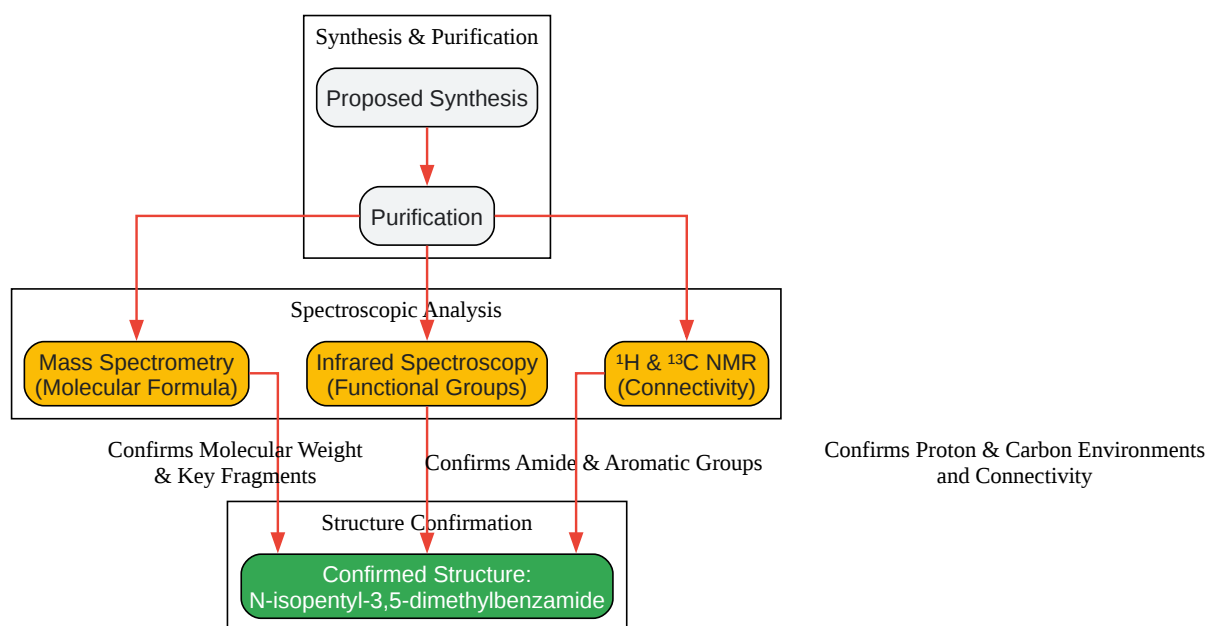 Synthesis & Purification
Proposed Synthesis
Purification
Spectroscopic Analysis
Mass Spectrometry
(Molecular Formula)
Infrared Spectroscopy
(Functional Groups)
¹H & ¹³C NMR
(Connectivity)
Confirms Molecular Weight
& Key Fragments
Confirms Amide & Aromatic Groups
Confirms Proton & Carbon Environments
and Connectivity
Structure Confirmation
Confirmed Structure:
N-isopentyl-3,5-dimethylbenzamide